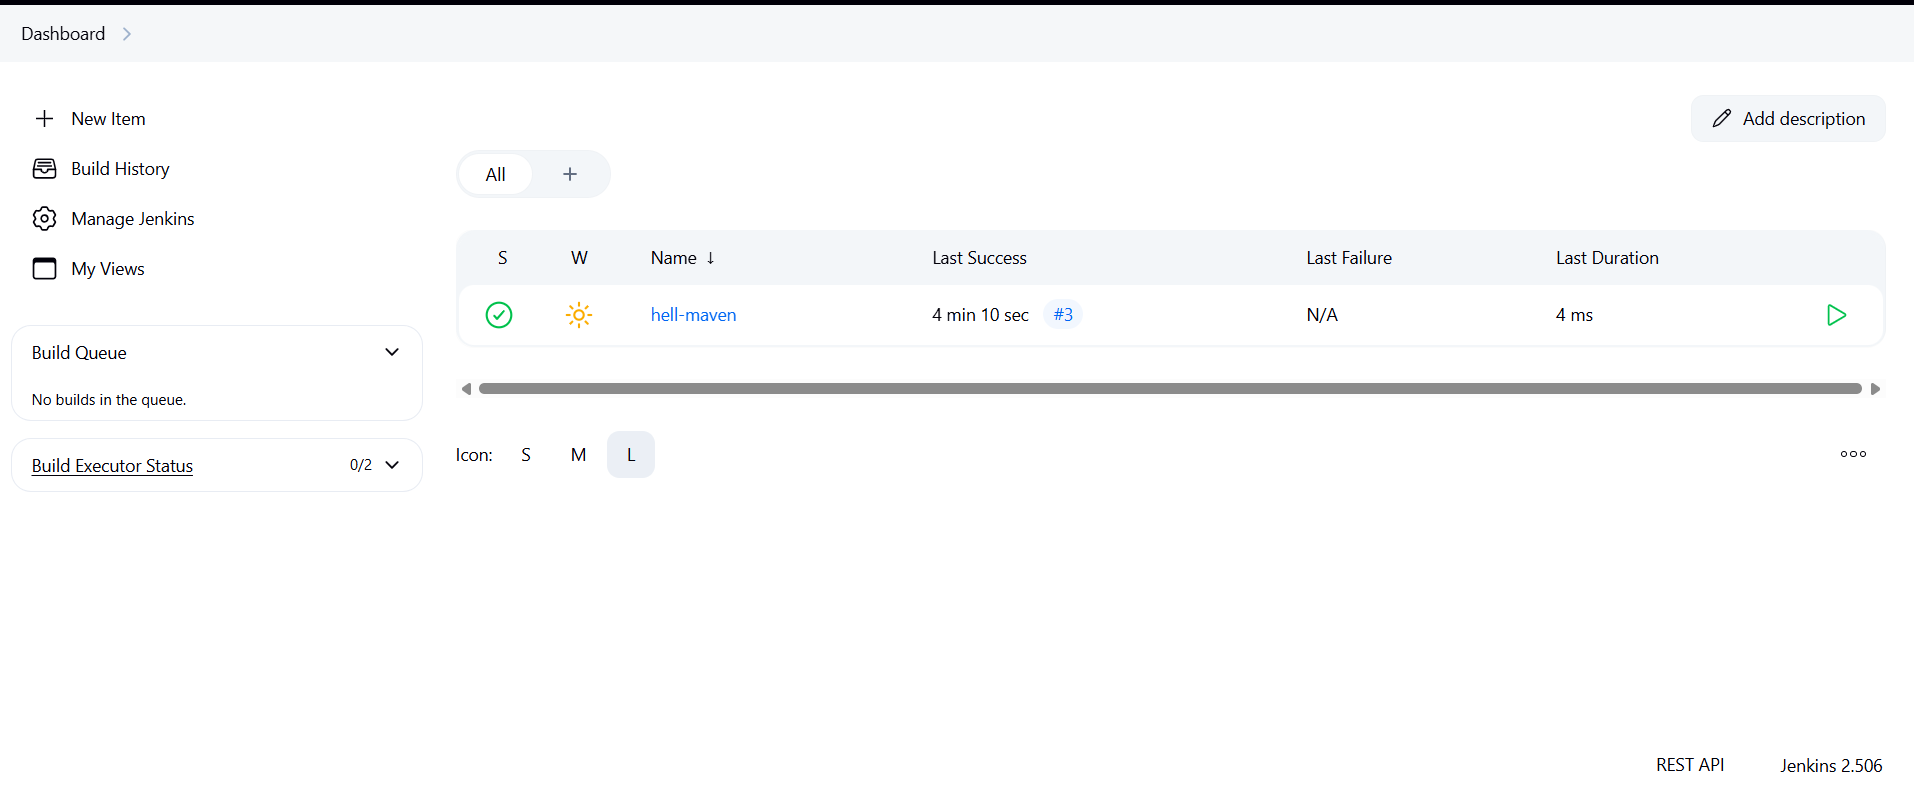 Dashboard
New Item
Build History
Manage Jenkins
My Views
Build Queue
No builds in the queue.
Build Executor Status 0/2
Add description
All +
S W Name ↓ Last Success Last Failure Last Duration
hell-maven 4 min 10 sec #3 N/A 4 ms
Icon: S M L
REST API Jenkins 2.506